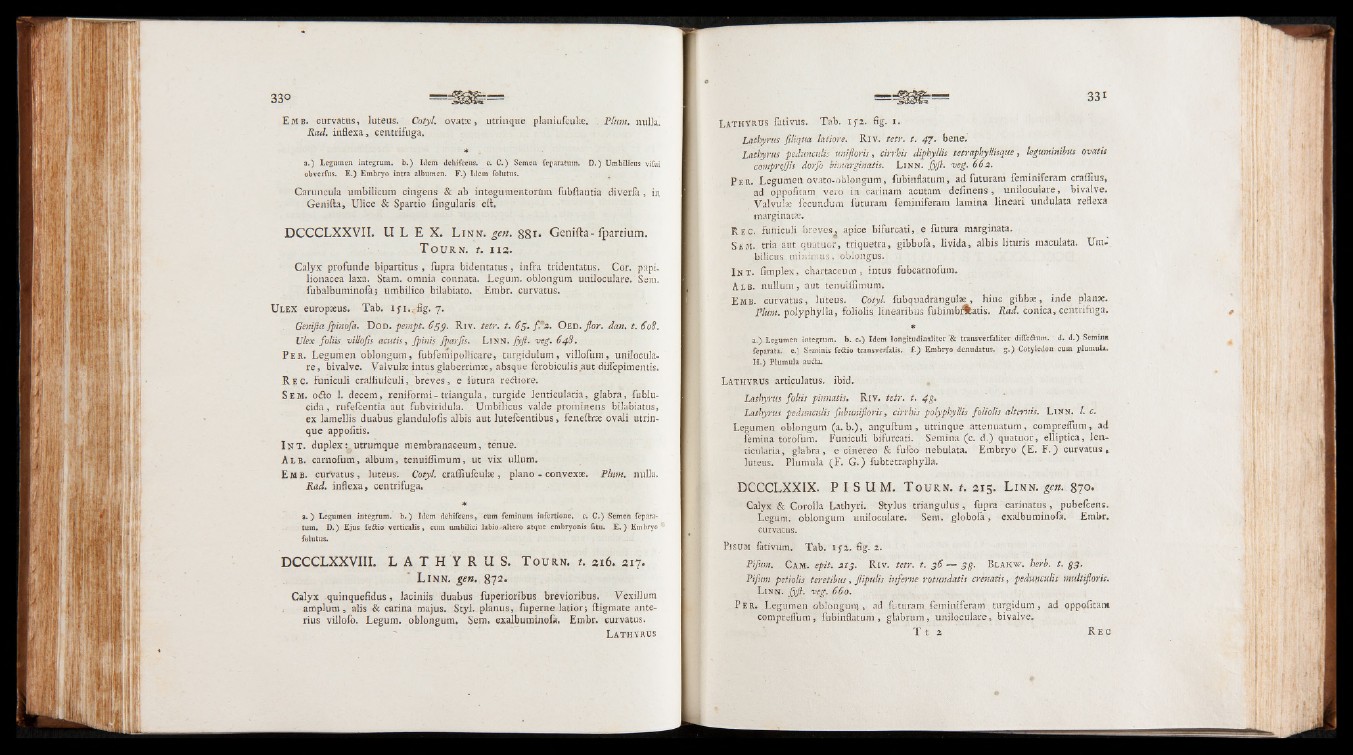 330
EMB. curvatus, luteus. Cotyl. ovatæ, utrinque planiuſculæ. Plum. nulla.
Rad. inflexa, centrifuga.
*
a.) Legumen integrum. b.) Idem dehiſcens. c. C.) Semen ſeparatum. D.) Umbilicus viſui
obverſus. E.) Embryo intra albumen. F.) Idem ſolutus.
Caruncula umbilicum cingens & ab integumentorum ſubſtantia diverſa, in
Geniſta, Ulice & Spartio ſingularis eſt.
DCCCLXXVII. ULEX. LINN. gen. 881. Geniſta-ſpartium.
TOURN. t. 112.
Calyx profunde bipartitus, ſupra bidentatus, infra tridentatus. Cor. papi-
lionacea laxa. Stam. omnia connata. Legum. oblongum uniloculare. Sem.
ſubalbuminoſa; umbilico bilabiato. Embr. curvatus.
ULEX europæus. Tab. 151. fig. 7.
Geniſta ſpinoſa. DOD. pempt. 659. RIV. tetr. t. 65. f. 2. OED. flor. dan. t. 608.
Ulex foliis villoſis acutis, ſpinis ſparſis. LINN. ſyſt. veg. 648.
PER. Legumen oblongum, ſubſemipollicare, turgidulum, villoſum, unilocula-
re, bivalve. Valvulæ intus glaberrimæ, absque ſcrobiculis aut diſſepimentis.
REC. funiculi craſſiuſculi, breves, e ſutura rectiore.
SEM. octo l. decem, reniformi-triangula, turgide lenticularia, glabra, ſublu-
cida, rufeſcentia aut ſubviridula. Umbilicus valde prominens bilabiatus,
ex lamellis duabus glanduloſis albis aut luteſcentibus, feneſtræ ovali utrin-
que appoſitis.
INT. duplex: utrumque membranaceum, tenue.
ALB. carnoſum, album, tenuiſſimum, ut vix ullum.
EMB. curvatus, luteus. Cotyl. craſſiuſculæ, plano-convexæ. Plum. nulla.
Rad. inflexa, centrifuga.
*
a.) Legumen integrum. b.) Idem dehiſcens, cum ſeminum inſertione. c. C.) Semen ſepara-
tum. D.) Ejus ſectio verticalis, cum umbilici labio altero atque embryonis ſitu. E.) Embryo
ſolutus.
DCCCLXXVIII. LATHYRUS. TOURN. t. 216. 217.
LINN. gen. 872.
Calyx quinquefidus, laciniis duabus ſuperioribus brevioribus. Vexillum
amplum, alis & carina majus. Styl. planus, ſuperne latior; ſtigmate ante-
rius villoſo. Legum. oblongum. Sem. exalbuminoſa. Embr. curvatus.
LATHYRUS
331
LATHYRUS ſativus. Tab. 152. fig. 1.
Lathyrus ſiliqua latiore. RIV. tetr. t. 47. bene.
Lathyrus pedunculis unifloris, cirrhis diphyllis tetraphylliſque, leguminibus ovatis
compreſſis dorſo bimarginatis. LINN. ſyſt. veg. 662.
PER. Legumen ovato-oblongum, ſubinflatum, ad futuram ſeminiferam craſſius,
ad oppoſitam vero in carinam acutam deſinens, uniloculare, bivalve.
Valvulæ ſecundum ſuturam ſeminiferam lamina lineari undulata reflexa
marginatæ.
REC. funiculi breves, apice bifurcati, e ſutura marginata.
SEM. tria aut quatuor, triquetra, gibboſa, livida, albis lituris maculata. Um-
bilicus minimus, oblongus.
INT. ſimplex, chartaceum, intus ſubcarnoſum.
ALB. nullum, aut tenuiſſimum.
EMB. curvatus, luteus. Cotyl. ſubquadrangulæ, hinc gibbæ, inde planæ.
Plum. polyphylla, foliolis linearibus ſubimbricatis. Rad. conica, centrifuga.
*
a.) Legumen integrum. b. c.) Idem longitudinaliter & transverſaliter diſſectum. d. d.) Semina
ſeparata. e.) Seminis ſectio transverſalis. f.) Embryo denudatus. g.) Cotyledon cum plumula.
H.) Plumula aucta.
LATHYRUS articulatus. ibid.
Lathyrus foliis pinnatis. RIV. tetr. t. 48.
Lathyrus pedunculis ſubunifloris, cirrhis polyphyllis foliolis alternis. LINN. l. c.
Legumen oblongum (a. b.), anguſtum, utrinque attenuatum, compreſſum, ad
ſemina toroſum. Funiculi bifurcati. Semina (c. d.) quatuor, elliptica, len-
ticularia, glabra, e cinereo & fuſco nebulata. Embryo (E. F.) curvatus,
luteus. Plumula (F. G.) ſubtetraphylla.
DCCCLXXIX. PISUM. TOURN. t. 215. LINN. gen. 870.
Calyx & Corolla Lathyri. Stylus triangulus, ſupra carinatus, pubeſcens.
Legum. oblongum uniloculare. Sem. globoſa, exalbuminoſa. Embr.
curvatus.
PISUM ſativum. Tab. 152. fig. 2.
Piſum. CAM. epit. 213. RIV. tetr. t. 36 — 39. BLAKW. herb. t. 83.
Piſum petiolis teretibus, ſtipulis inferne rotundatis crenatis, pedunculis multifloris.
LINN. ſyſt. veg. 660.
PER. Legumen oblongum, ad ſuturam ſeminiferam turgidum, ad oppoſitam
compreſſum, ſubinflatum, glabrum, uniloculare, bivalve.
Tt 2 REC